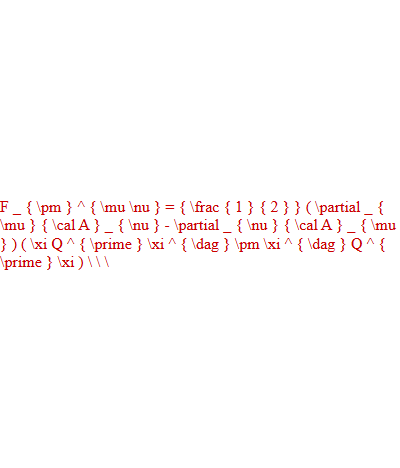 F _ { \pm } ^ { \mu \nu } = { \frac { 1 } { 2 } } ( \partial _ {
\mu } { \cal A } _ { \nu } - \partial _ { \nu } { \cal A } _ { \mu
} ) ( \xi Q ^ { \prime } \xi ^ { \dag } \pm \xi ^ { \dag } Q ^ {
\prime } \xi ) \ \ \